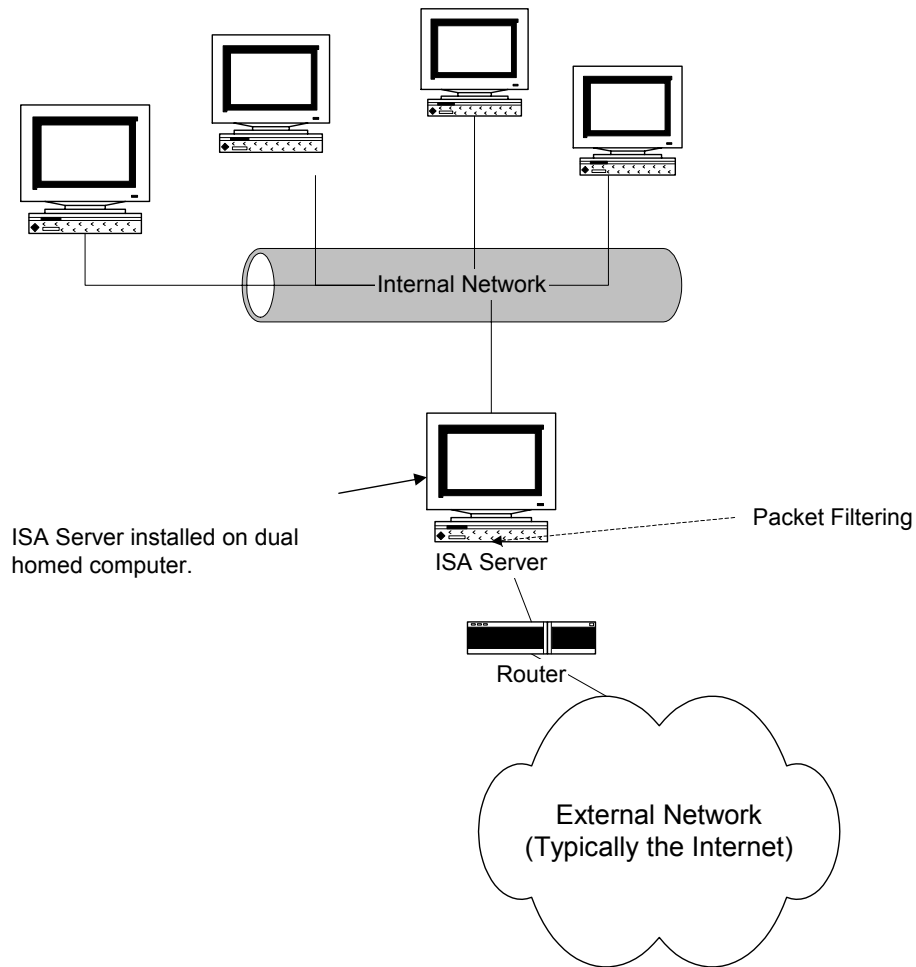 Internal Network
ISA Server installed on dual
homed computer.
Packet Filtering
ISA Server
Router
External Network
(Typically the Internet)